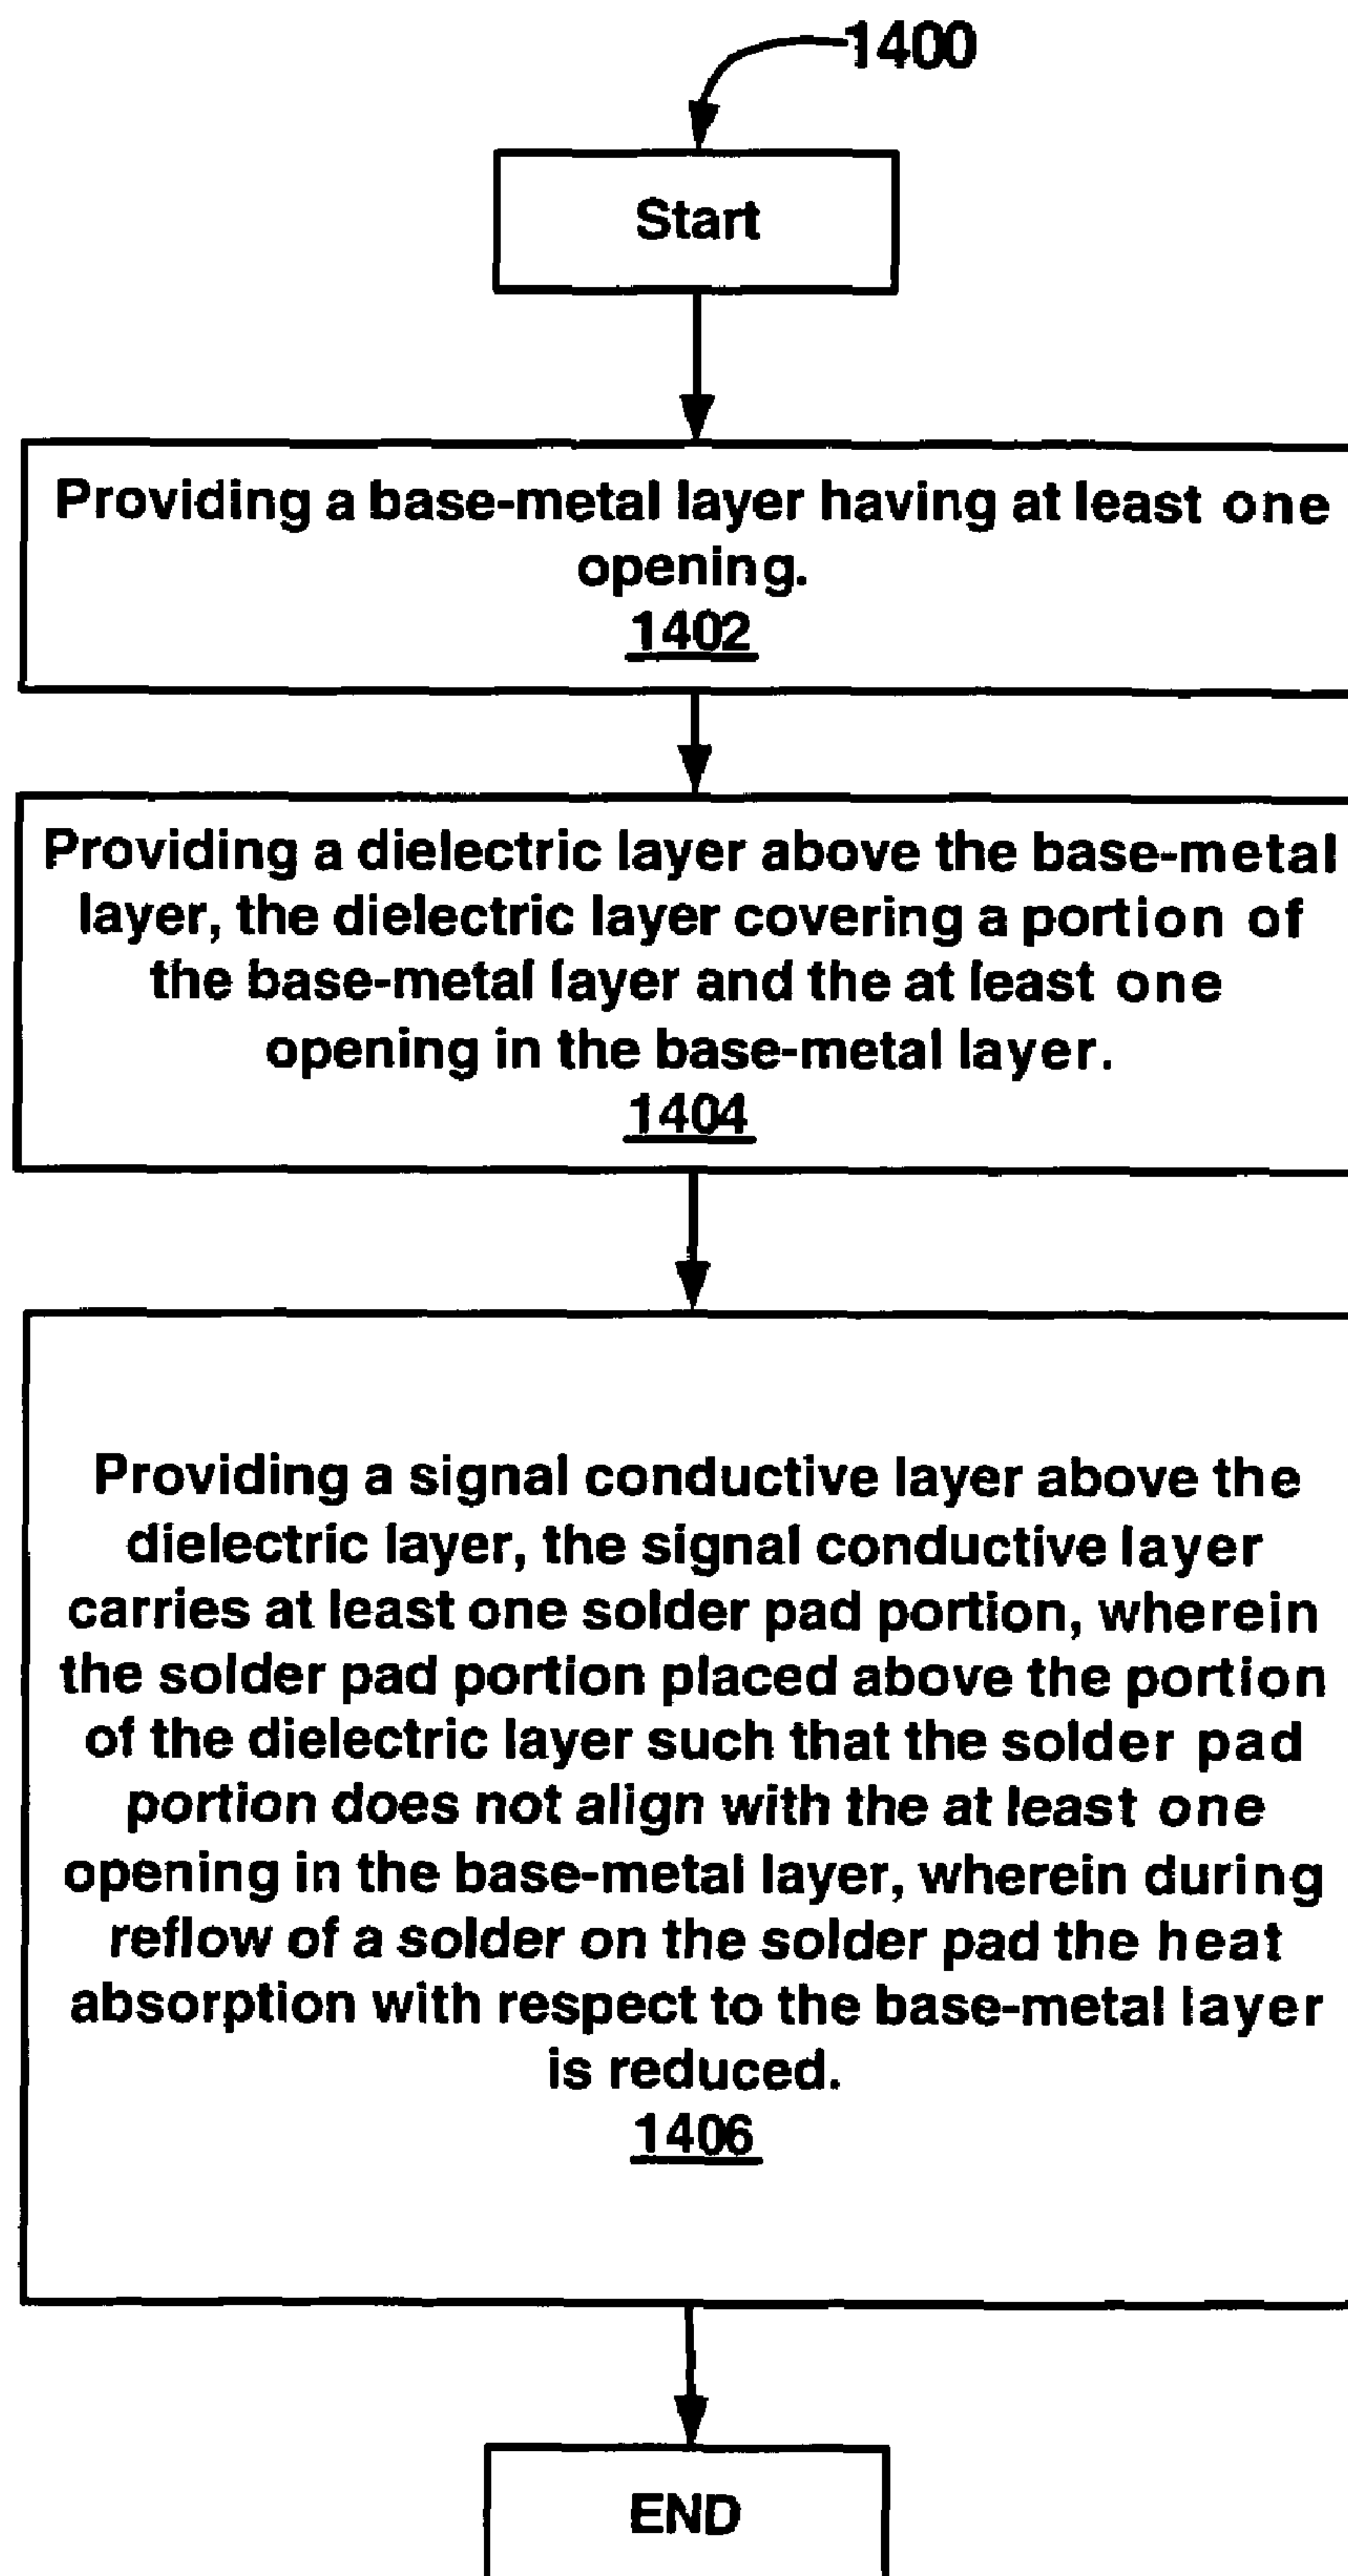 1400
Start
Providing a base-metal layer having at least one
opening.
1402
Providing a dielectric layer above the base-metal
layer, the dielectric layer covering a portion of
the base-metal layer and the at least one
opening in the base-metal layer.
1404
Providing a signal conductive layer above the
dielectric layer, the signal conductive layer
carries at least one solder pad portion, wherein
the solder pad portion placed above the portion
of the dielectric layer such that the solder pad
portion does not align with the at least one
opening in the base-metal layer, wherein during
reflow of a solder on the solder pad the heat
absorption with respect to the base-metal layer
is reduced.
1406
END